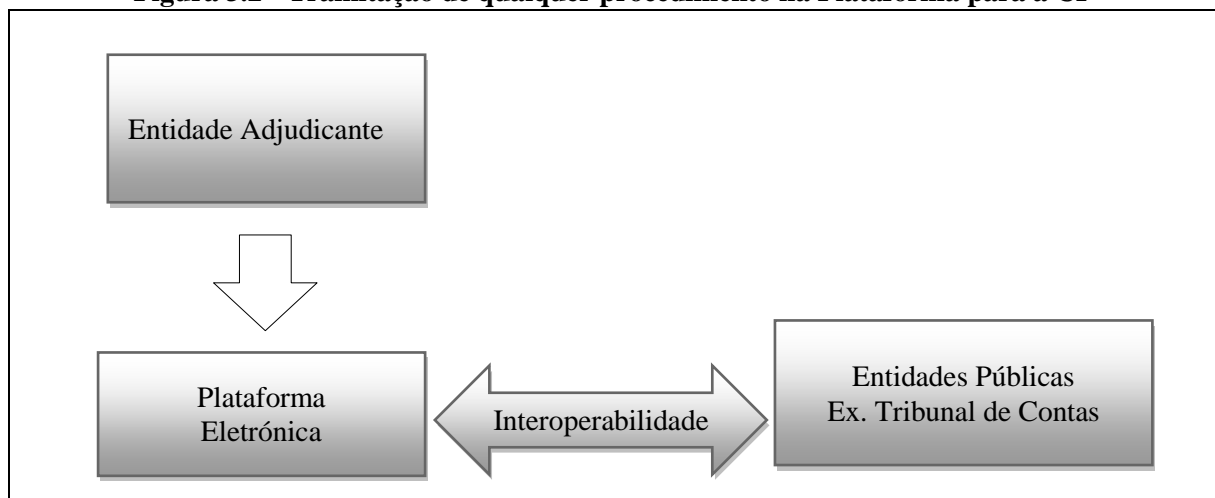 Entidade Adjudicante
Plataforma
Eletrónica
Interoperabilidade
Entidades Públicas
Ex. Tribunal de Contas